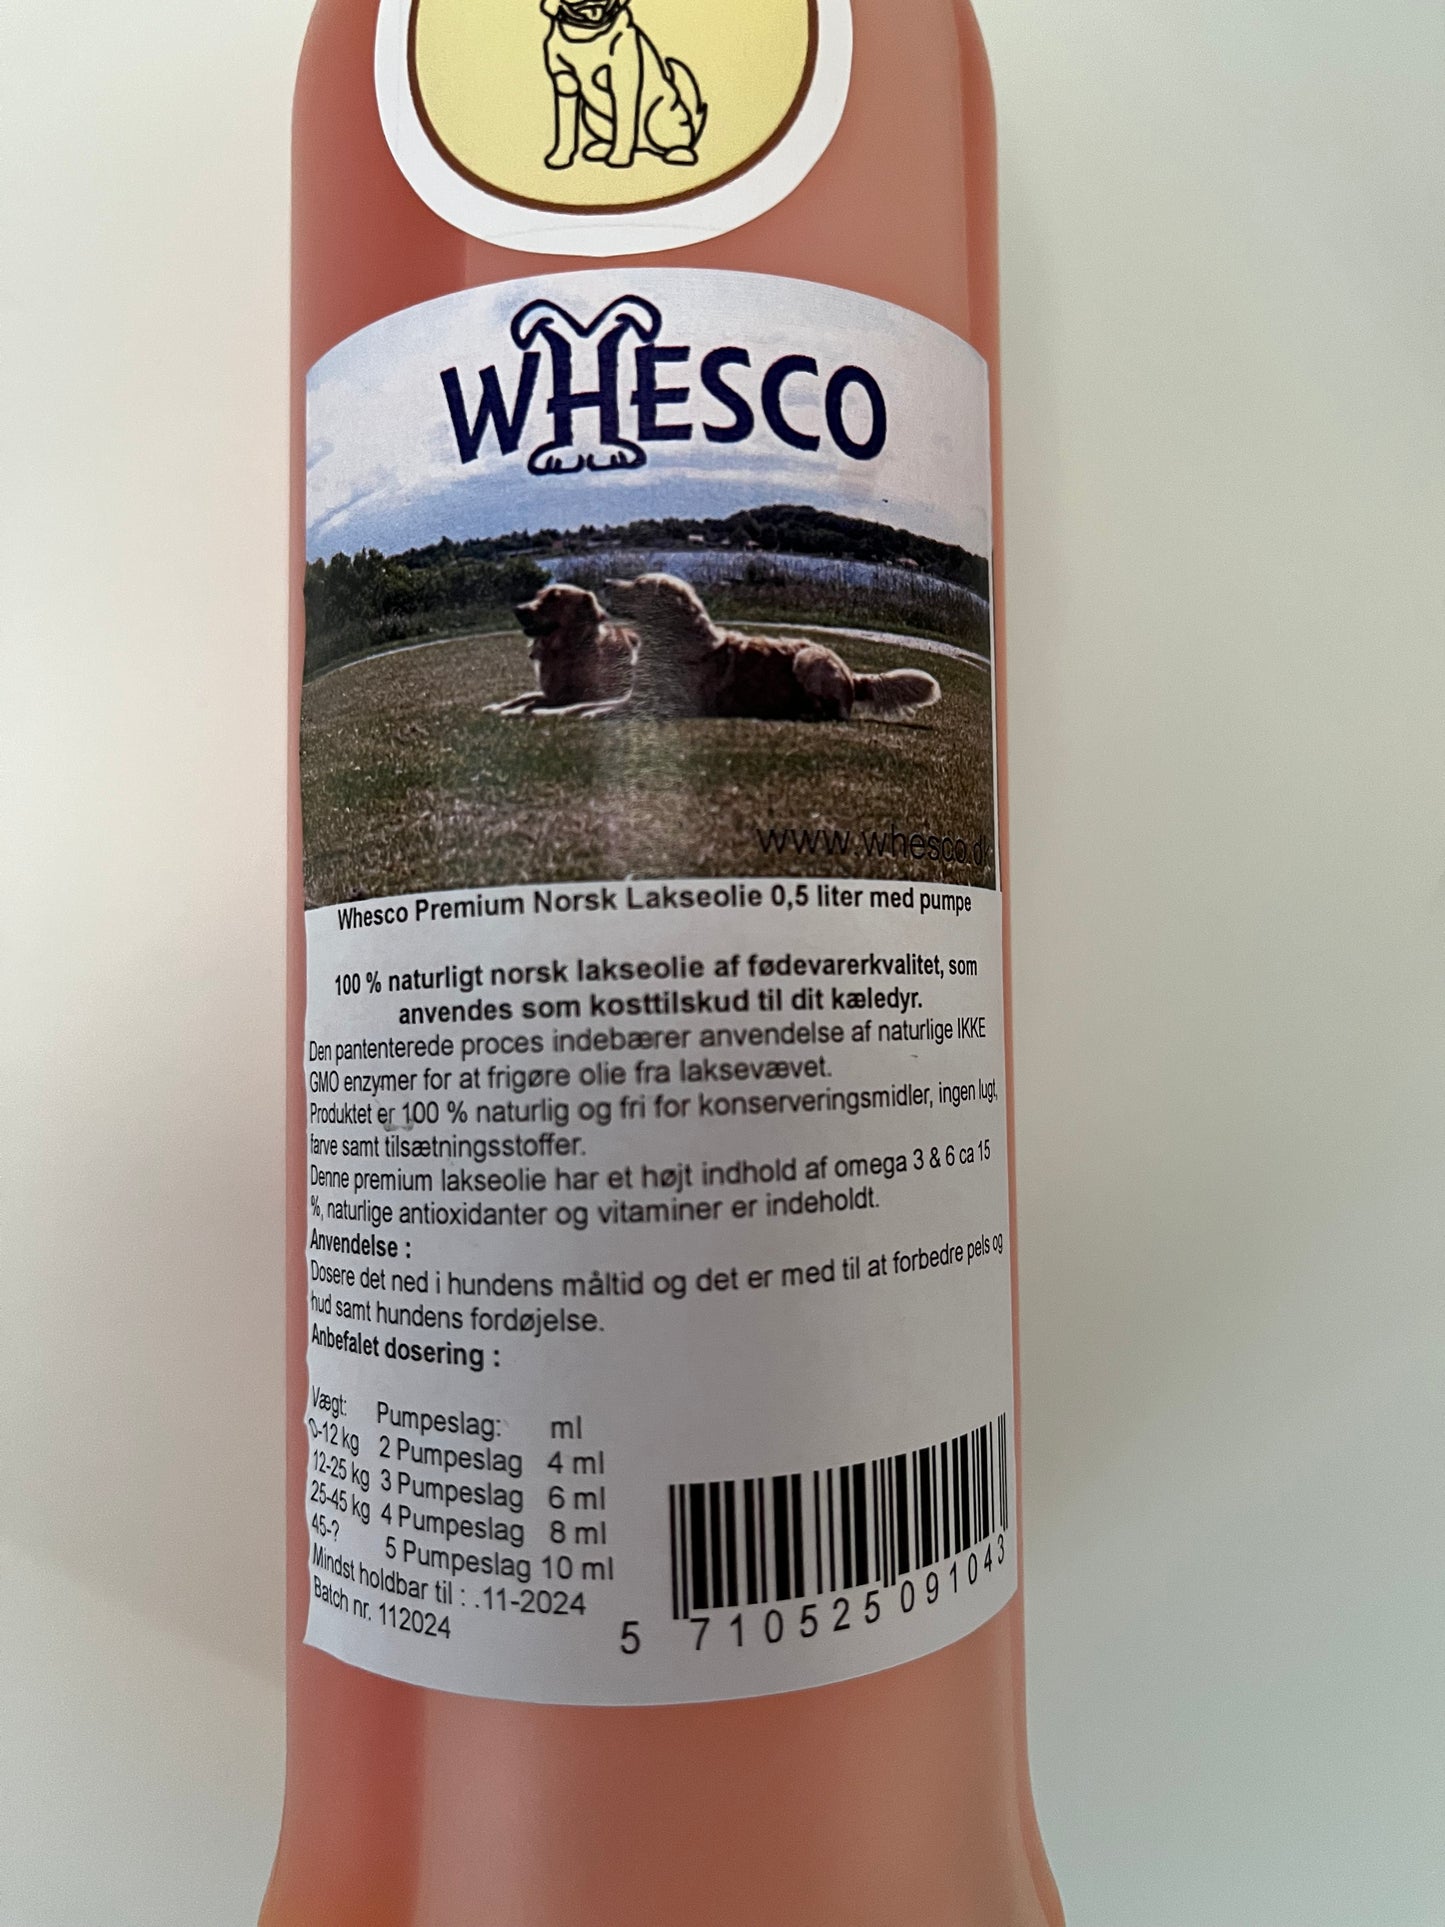 WHESCO
www.whesco.dk
Whesco Premium Norsk Lakseolie 0,5 liter med pumpe
100 % naturligt norsk lakseolie af fødevarerkvalitet, som
anvendes som kosttilskud til dit kæledyr.
Den pantenterede proces indebærer anvendelse af naturlige IKKE
GMO enzymer for at frigøre olie fra laksevævet.
Produktet er 100 % naturlig og fri for konserveringsmidler, ingen lugt,
farve samt tilsætningsstoffer.
Denne premium lakseolie har et højt indhold af omega 3 & 6 ca 15
%, naturlige antioxidanter og vitaminer er indeholdt.
Anvendelse :
Dosere det ned i hundens måltid og det er med til at forbedre pels og
hud samt hundens fordøjelse.
Anbefalet dosering :
Vægt: Pumpeslag: ml
0-12 kg 2 Pumpeslag 4 ml
12-25 kg 3 Pumpeslag 6 ml
25-45 kg 4 Pumpeslag 8 ml
45-? 5 Pumpeslag 10 ml
Mindst holdbar til : .11-2024
Batch nr. 112024
5 710525 091043